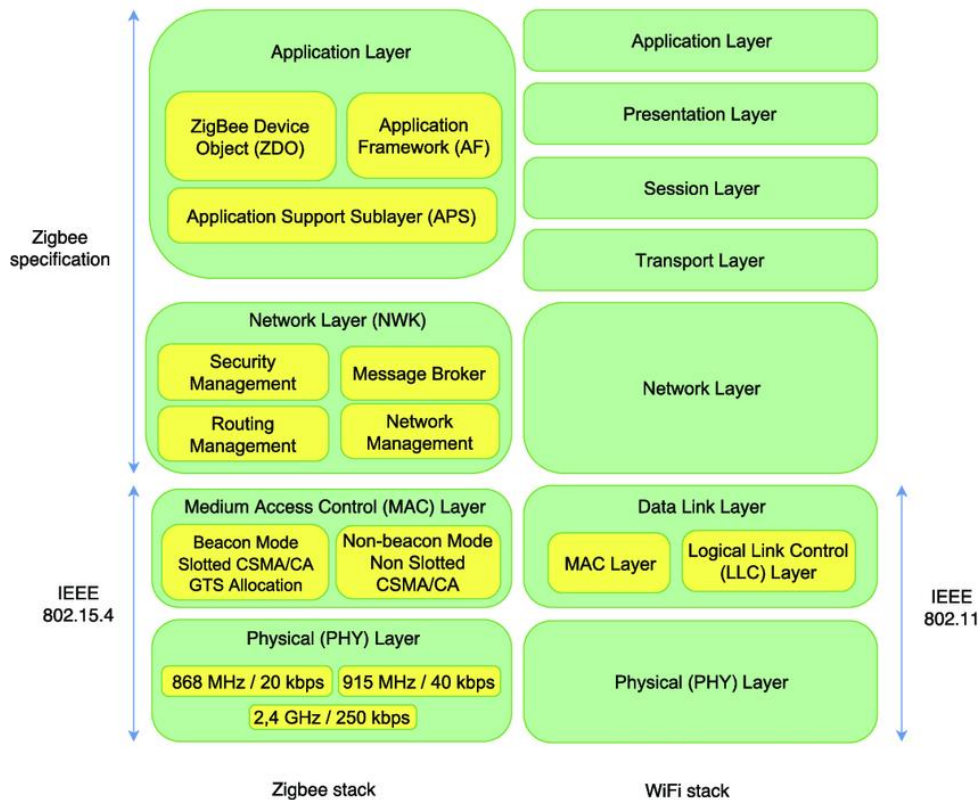 Application Layer
ZigBee Device
Object (ZDO)
Application
Framework (AF)
Application Support Sublayer (APS)
Zigbee
specification
Network Layer (NWK)
Security
Management
Message Broker
Routing
Management
Network
Management
Medium Access Control (MAC) Layer
Beacon Mode
Slotted CSMA/CA
GTS Allocation
Non-beacon Mode
Non Slotted
CSMA/CA
IEEE
802.15.4
Physical (PHY) Layer
868 MHz / 20 kbps
915 MHz / 40 kbps
2,4 GHz / 250 kbps
Zigbee stack
Application Layer
Presentation Layer
Session Layer
Transport Layer
Network Layer
Data Link Layer
MAC Layer
Logical Link Control
(LLC) Layer
IEEE
802.11
Physical (PHY) Layer
WiFi stack